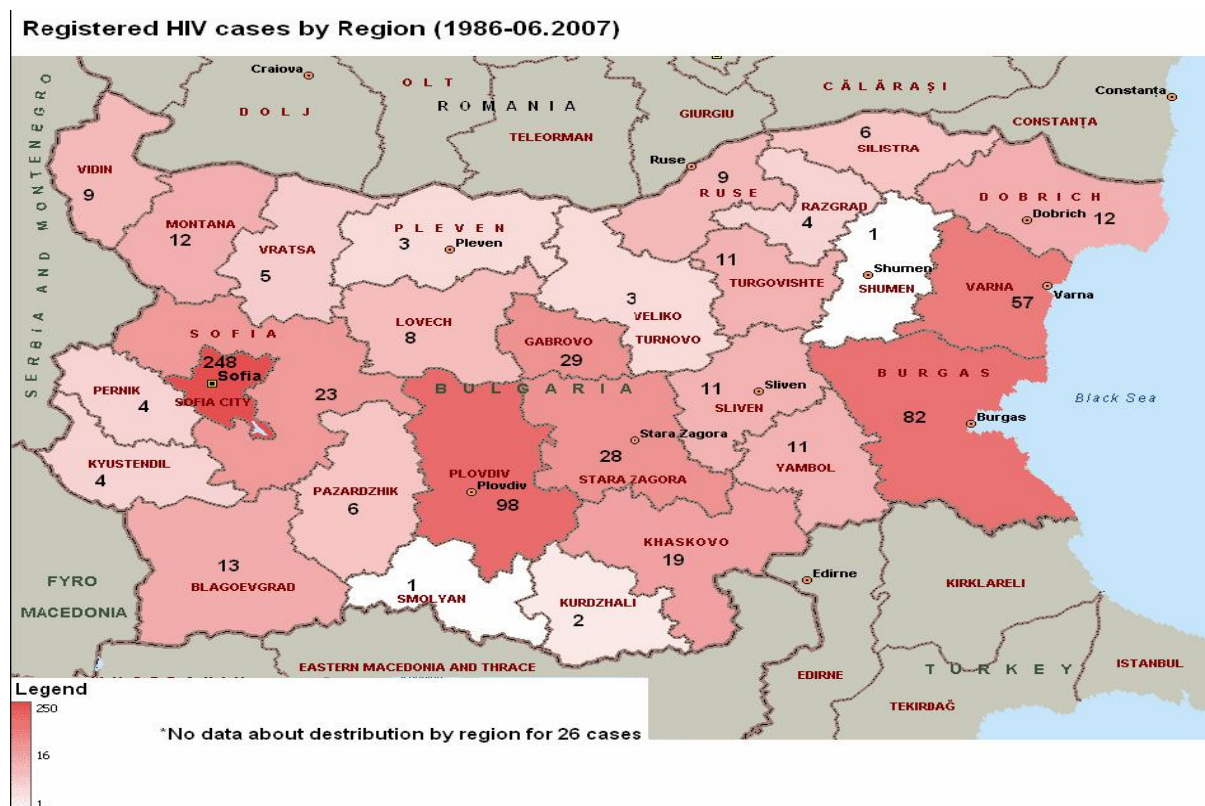 Registered HIV cases by Region (1986-06.2007)
SERBIA AND MONTENEGRO
Craiova
DOLJ
OLT
ROMANIA
TELEORMAN
GIURGIU
CĂLĂRAŞI
CONSTANŢA
Constanţa
VIDIN
9
MONTANA
12
VRATSA
5
PLEVEN
3
Pleven
Ruse
9
RUSE
6
SILISTRA
RAZGRAD
4
DOBRICH
Dobrich
12
1
Shumen
SHUMEN
11
TURGOVISHTE
VARNA
57
Varna
3
VELIKO
TURNOVO
LOVECH
8
GABROVO
29
SOFIA
248
Sofia
SOFIA CITY
23
PERNIK
4
KYUSTENDIL
4
BULGARIA
11
Sliven
SLIVEN
BURGAS
82
Burgas
Black Sea
Stara Zagora
28
STARA ZAGORA
11
YAMBOL
PLOVDIV
Plovdiv
98
PAZARDZHIK
6
13
BLAGOEVGRAD
KHASKOVO
19
1
SMOLYAN
KURDZHALI
2
FYRO
MACEDONIA
Edirne
KIRKLARELI
EASTERN MACEDONIA AND THRACE
EDIRNE
TURKEY
ISTANBUL
TEKIRDAĞ
Legend
250
16
1
*No data about destribution by region for 26 cases